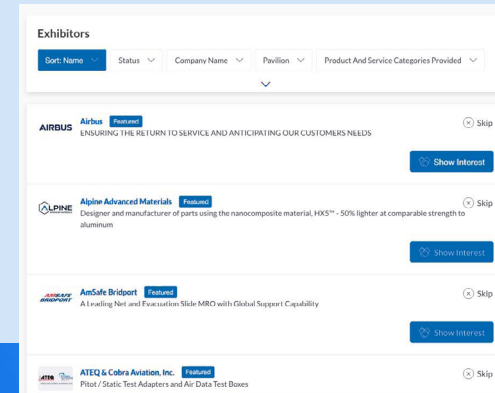 Exhibitors
Sort: Name Status Company Name Pavilion Product And Service Categories Provided
AIRBUS
Airbus Featured
Skip
ENSURING THE RETURN TO SERVICE AND ANTICIPATING OUR CUSTOMERS NEEDS
Show Interest
ALPINE
Alpine Advanced Materials Featured
Skip
Designer and manufacturer of parts using the nanocomposite material, HX5™ - 50% lighter at comparable strength to
aluminum
Show Interest
AMSAFE
BRIDPORT
AmSafe Bridport Featured
Skip
A Leading Net and Evacuation Slide MRO with Global Support Capability
Show Interest
ATEQ
ATEQ & Cobra Aviation, Inc. Featured
Skip
Pitot / Static Test Adapters and Air Data Test Boxes